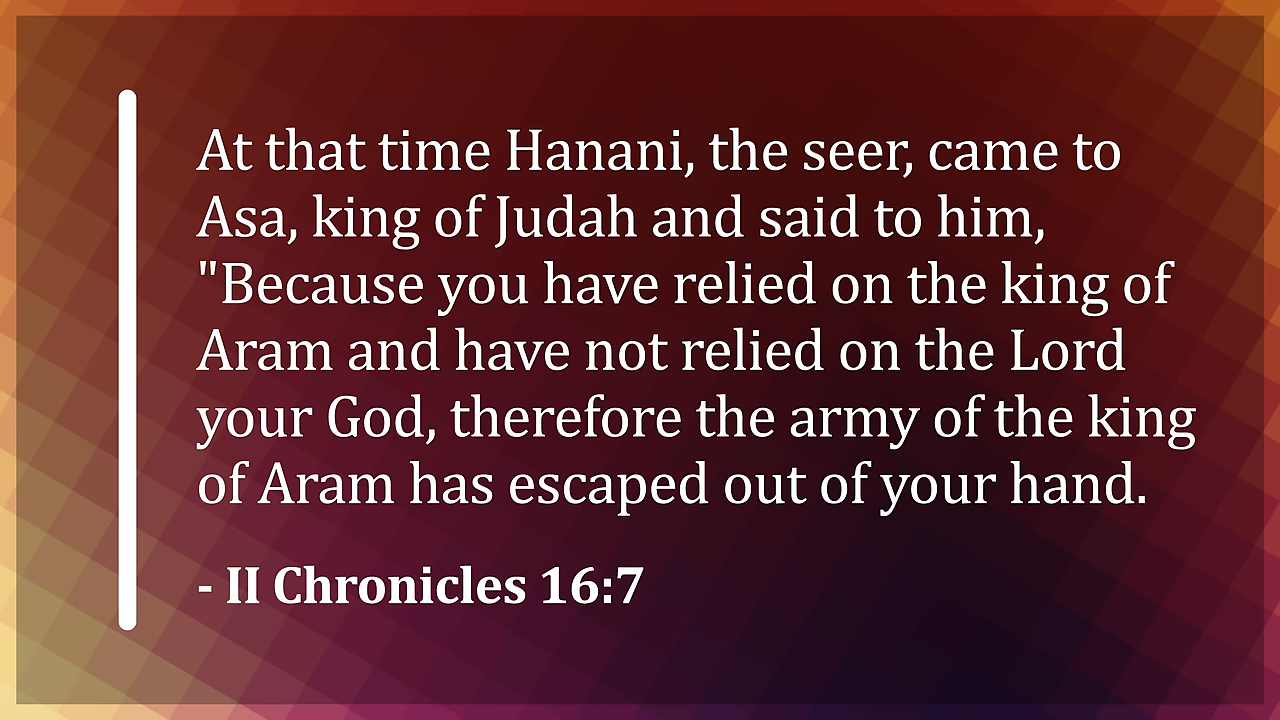 At that time Hanani, the seer, came to
Asa, king of Judah and said to him,
"Because you have relied on the king of
Aram and have not relied on the Lord
your God, therefore the army of the king
of Aram has escaped out of your hand.
- II Chronicles 16:7